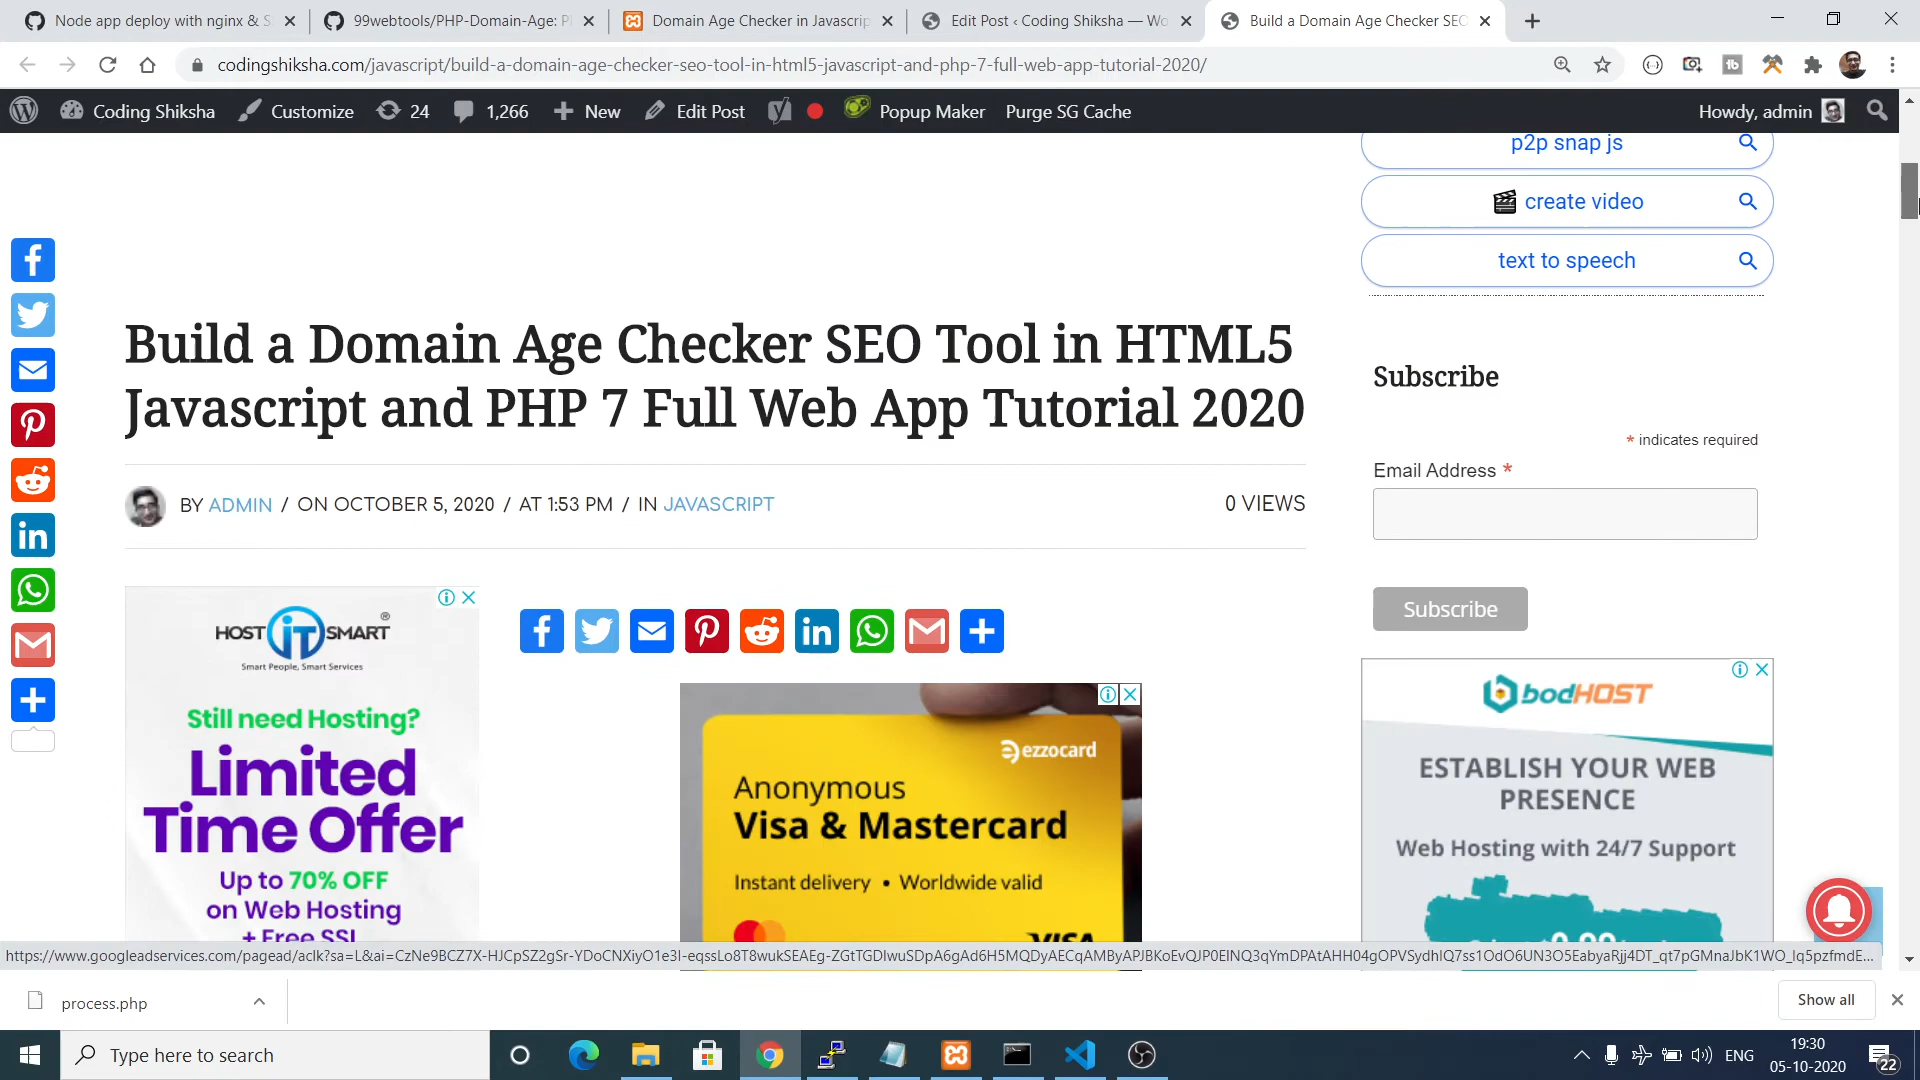 Node app deploy with nginx & S
99webtools/PHP-Domain-Age: P
Domain Age Checker in Javascrip
Edit Post ‹ Coding Shiksha — Wo
Build a Domain Age Checker SEO
codingshiksha.com/javascript/build-a-domain-age-checker-seo-tool-in-html5-javascript-and-php-7-full-web-app-tutorial-2020/
Coding Shiksha
Customize
24
1,266
New
Edit Post
Popup Maker
Purge SG Cache
Howdy, admin
p2p snap js
create video
text to speech
Build a Domain Age Checker SEO Tool in HTML5
Javascript and PHP 7 Full Web App Tutorial 2020
BY ADMIN / ON OCTOBER 5, 2020 / AT 1:53 PM / IN JAVASCRIPT
0 VIEWS
Subscribe
* indicates required
Email Address *
Subscribe
HOST iT SMART ®
Smart People, Smart Services
Still need Hosting?
Limited
Time Offer
Up to 70% OFF
on Web Hosting
+ Free SSL
ezzocard
Anonymous
Visa & Mastercard
Instant delivery • Worldwide valid
VISA
bodHOST
ESTABLISH YOUR WEB
PRESENCE
Web Hosting with 24/7 Support
process.php
Show all
Type here to search
ENG
19:30
05-10-2020
22